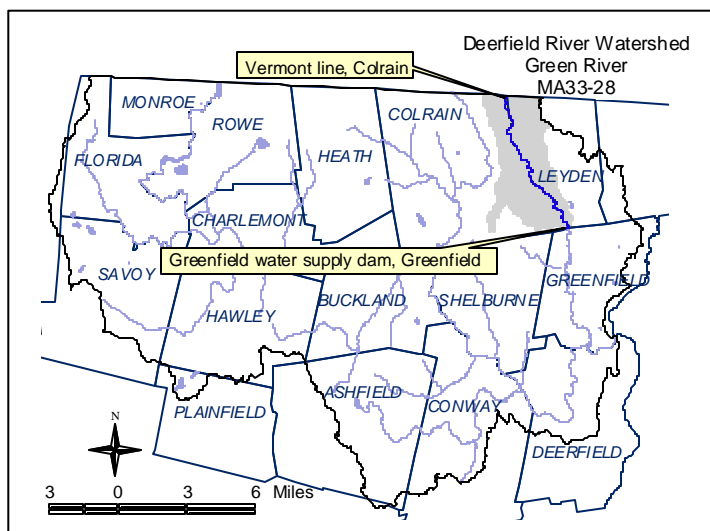 Deerfield River Watershed
Green River
MA33-28
Vermont line, Colrain
MONROE
ROWE
COLRAIN
FLORIDA
HEATH
LEYDEN
CHARLEMONT
Greenfield water supply dam, Greenfield
SAVOY
GREENFIELD
HAWLEY
BUCKLAND
SHELBURNE
ASHFIELD
PLAINFIELD
CONWAY
DEERFIELD
N
3 0 3 6 Miles